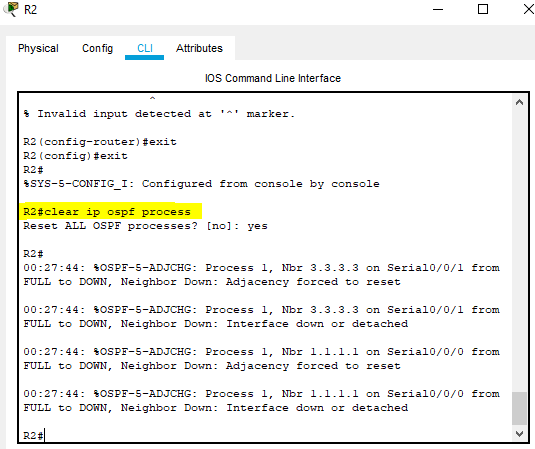 R2
Physical Config CLI Attributes
IOS Command Line Interface
^
% Invalid input detected at '^' marker.
R2(config-router)#exit
R2(config)#exit
R2#
%SYS-5-CONFIG_I: Configured from console by console
R2#clear ip ospf process
Reset ALL OSPF processes? [no]: yes
R2#
00:27:44: %OSPF-5-ADJCHG: Process 1, Nbr 3.3.3.3 on Serial0/0/1 from
FULL to DOWN, Neighbor Down: Adjacency forced to reset
00:27:44: %OSPF-5-ADJCHG: Process 1, Nbr 3.3.3.3 on Serial0/0/1 from
FULL to DOWN, Neighbor Down: Interface down or detached
00:27:44: %OSPF-5-ADJCHG: Process 1, Nbr 1.1.1.1 on Serial0/0/0 from
FULL to DOWN, Neighbor Down: Adjacency forced to reset
00:27:44: %OSPF-5-ADJCHG: Process 1, Nbr 1.1.1.1 on Serial0/0/0 from
FULL to DOWN, Neighbor Down: Interface down or detached
R2#